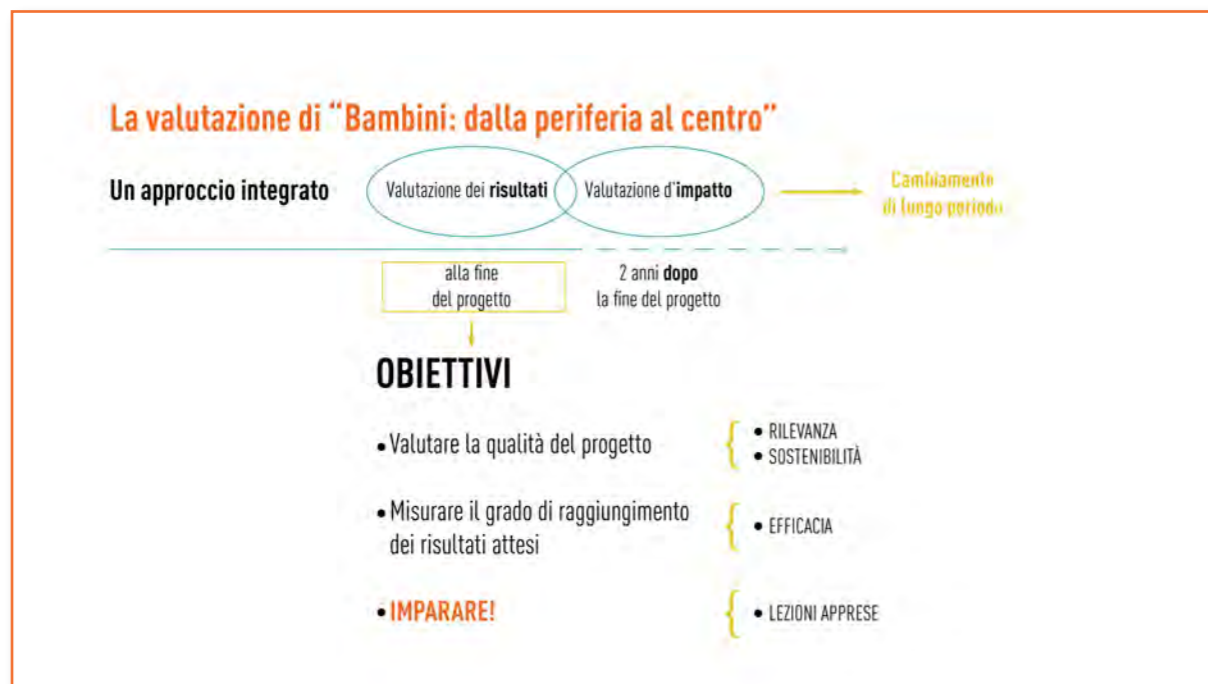 La valutazione di “Bambini: dalla periferia al centro”
Un approccio integrato
Valutazione dei risultati
Valutazione d'impatto
Cambiamento
di lungo periodo
alla fine
del progetto
2 anni dopo
la fine del progetto
OBIETTIVI
• Valutare la qualità del progetto
• RILEVANZA
• SOSTENIBILITÀ
• Misurare il grado di raggiungimento
dei risultati attesi
• EFFICACIA
• IMPARARE!
• LEZIONI APPRESE